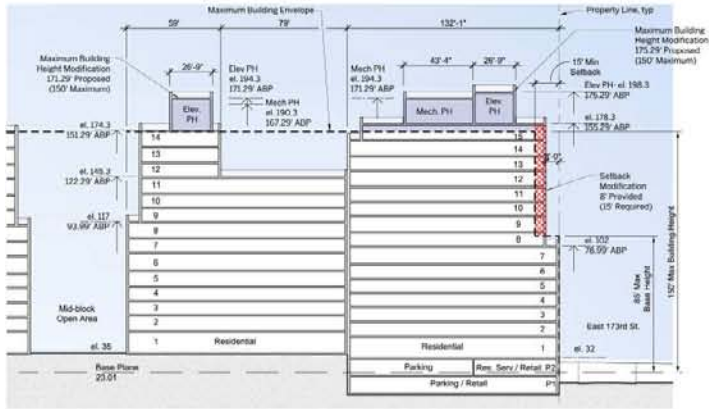 Maximum Building Envelope
Property Line, typ
59'
79'
132'-1"
Maximum Building
Height Modification
175.29' Proposed
(150' Maximum)
Maximum Building
Height Modification
171.29' Proposed
(150' Maximum)
26'-9"
Elev PH
el. 194.3
171.29' ABP
Mech PH
el. 190.3
167.29' ABP
Mech PH
el. 194.3
171.29' ABP
43'-4"
26'-9"
15' Min
Setback
Elev PH - el. 198.3
175.29' ABP
Elev.
PH
Mech. PH
Elev
PH
el. 174.3
151.29' ABP
el. 178.3
155.29' ABP
el. 145.3
122.29' ABP
el. 117
93.99' ABP
14
13
12
11
10
9
8
7
6
5
4
3
2
1
Residential
15
14
13
12
11
10
9
8
7
6
5
4
3
2
1
Residential
Setback
Modification
8' Provided
(15' Required)
el. 102
78.99' ABP
85' Max
Base Height
150' Max Building Height
Mid-block
Open Area
East 173rd St.
el. 35
el. 32
Base Plane
23.01
Parking
Res. Serv./ Retail P2
Parking / Retail
P1